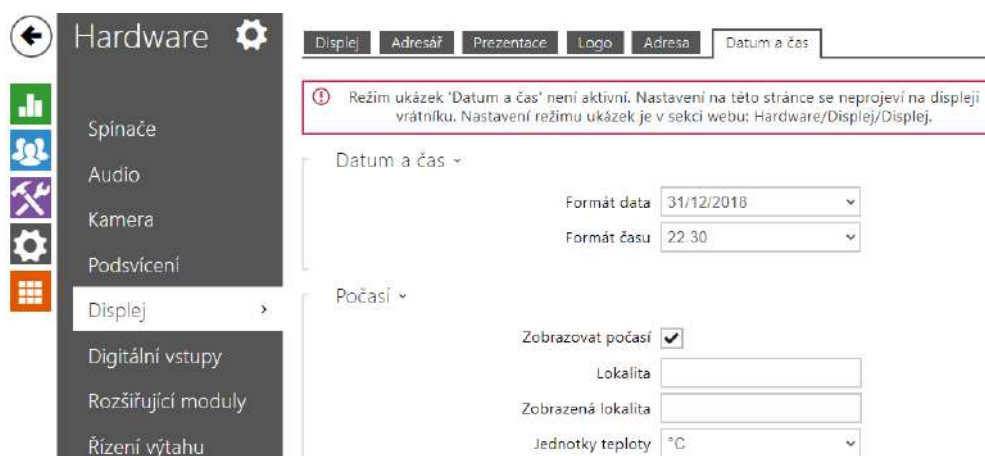 Hardware
Displej Adresář Prezentace Logo Adresa Datum a čas
Režim ukázek 'Datum a čas' není aktivní. Nastavení na této stránce se neprojeví na displeji
vrátníku. Nastavení režimu ukázek je v sekci webu: Hardware/Displej/Displej.
Spínače
Audio
Kamera
Podsvícení
Displej
Digitální vstupy
Rozšiřující moduly
Řízení výtahu
Datum a čas
Formát data 31/12/2018
Formát času 22:30
Počasí
Zobrazovat počasí
Lokalita
Zobrazená lokalita
Jednotky teploty °C